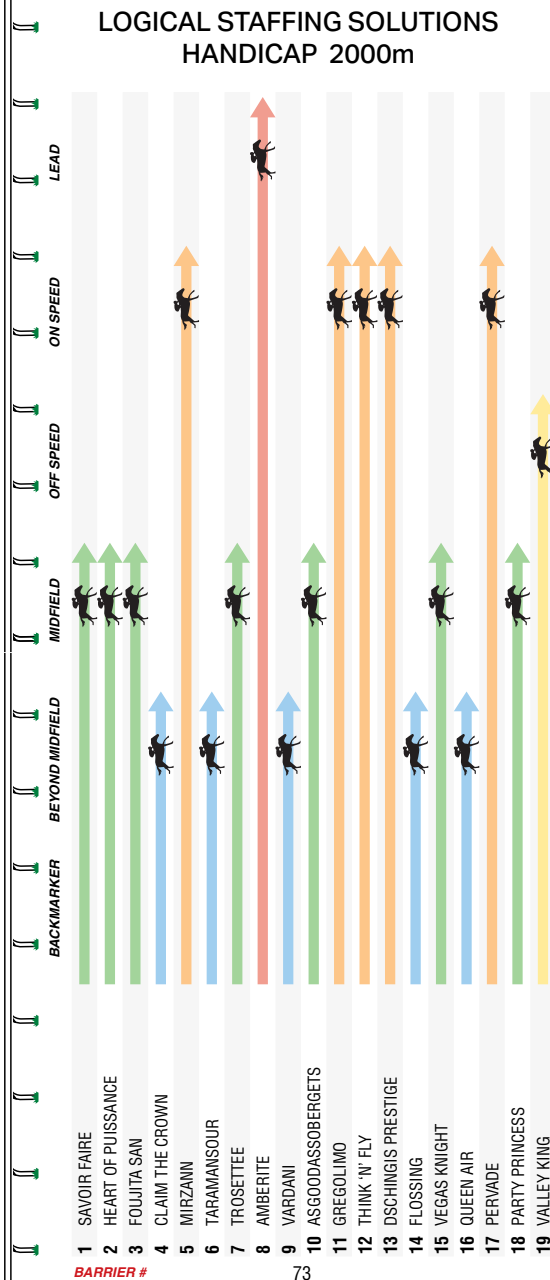 LOGICAL STAFFING SOLUTIONS
HANDICAP 2000m
LEAD
ON SPEED
OFF SPEED
MIDFIELD
BEYOND MIDFIELD
BACKMARKER
1 SAVOIR FAIRE
2 HEART OF PUISSANCE
3 FOUJITA SAN
4 CLAIM THE CROWN
5 MIRZANN
6 TARAMANSOUR
7 TROSETTEE
8 AMBERITE
9 VARDANI
10 ASGOODASSOBERGETS
11 GREGOLIMO
12 THINK 'N' FLY
13 DSCHINGIS PRESTIGE
14 FLOSSING
15 VEGAS KNIGHT
16 QUEEN AIR
17 PERVADE
18 PARTY PRINCESS
19 VALLEY KING
BARRIER #
73